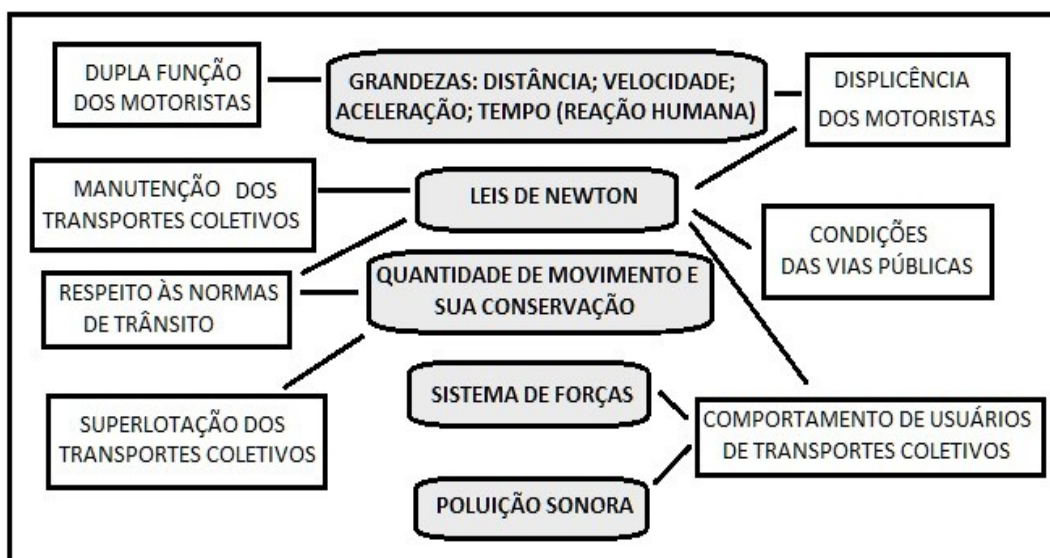 DUPLA FUNÇÃO
DOS MOTORISTAS
GRANDEZAS: DISTÂNCIA; VELOCIDADE;
ACELERAÇÃO; TEMPO (REAÇÃO HUMANA)
DISPLICÊNCIA
DOS MOTORISTAS
MANUTENÇÃO DOS
TRANSPORTES COLETIVOS
LEIS DE NEWTON
CONDIÇÕES
DAS VIAS PÚBLICAS
RESPEITO ÀS NORMAS
DE TRÂNSITO
QUANTIDADE DE MOVIMENTO E
SUA CONSERVAÇÃO
SUPERLOTAÇÃO DOS
TRANSPORTES COLETIVOS
SISTEMA DE FORÇAS
COMPORTAMENTO DE USUÁRIOS
DE TRANSPORTES COLETIVOS
POLUIÇÃO SONORA